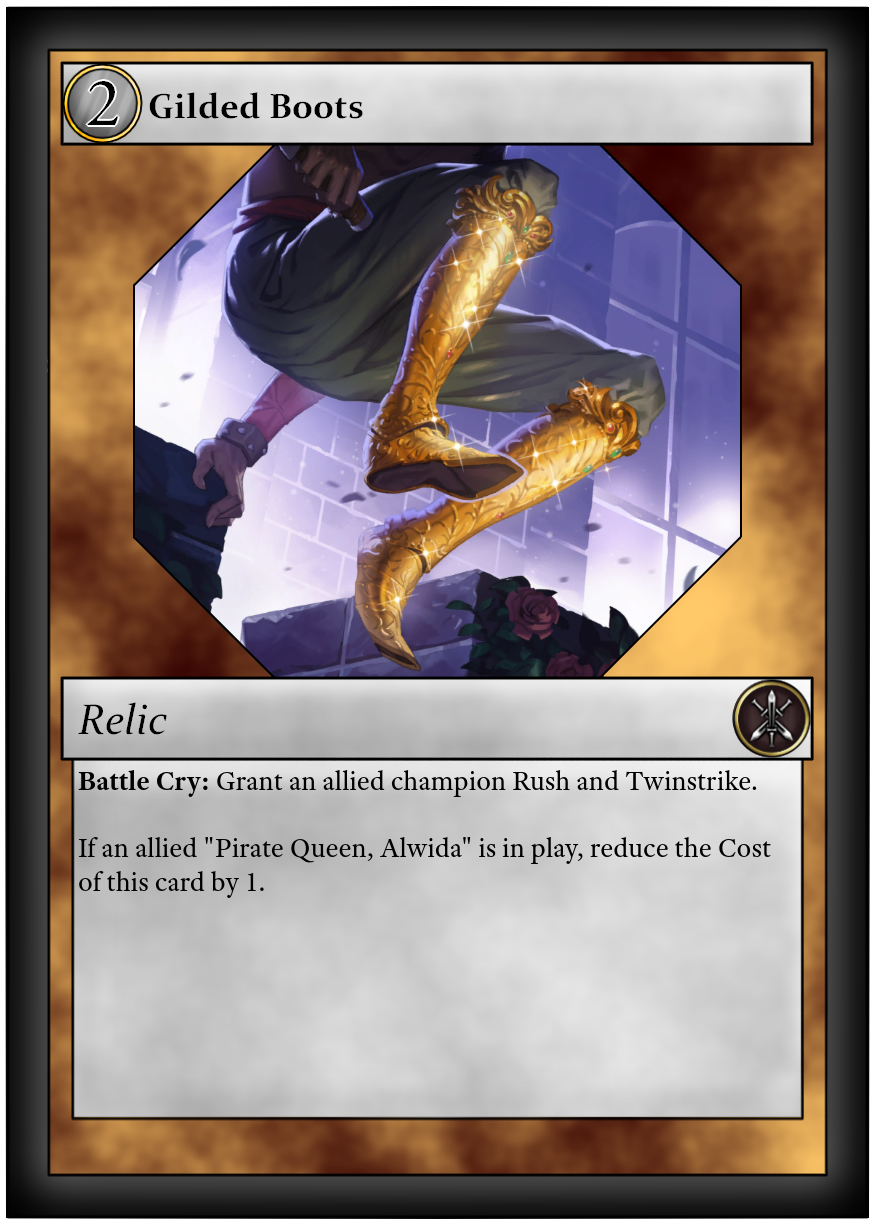 2 Gilded Boots
Relic
Battle Cry: Grant an allied champion Rush and Twinstrike.
If an allied "Pirate Queen, Alwida" is in play, reduce the Cost
of this card by 1.